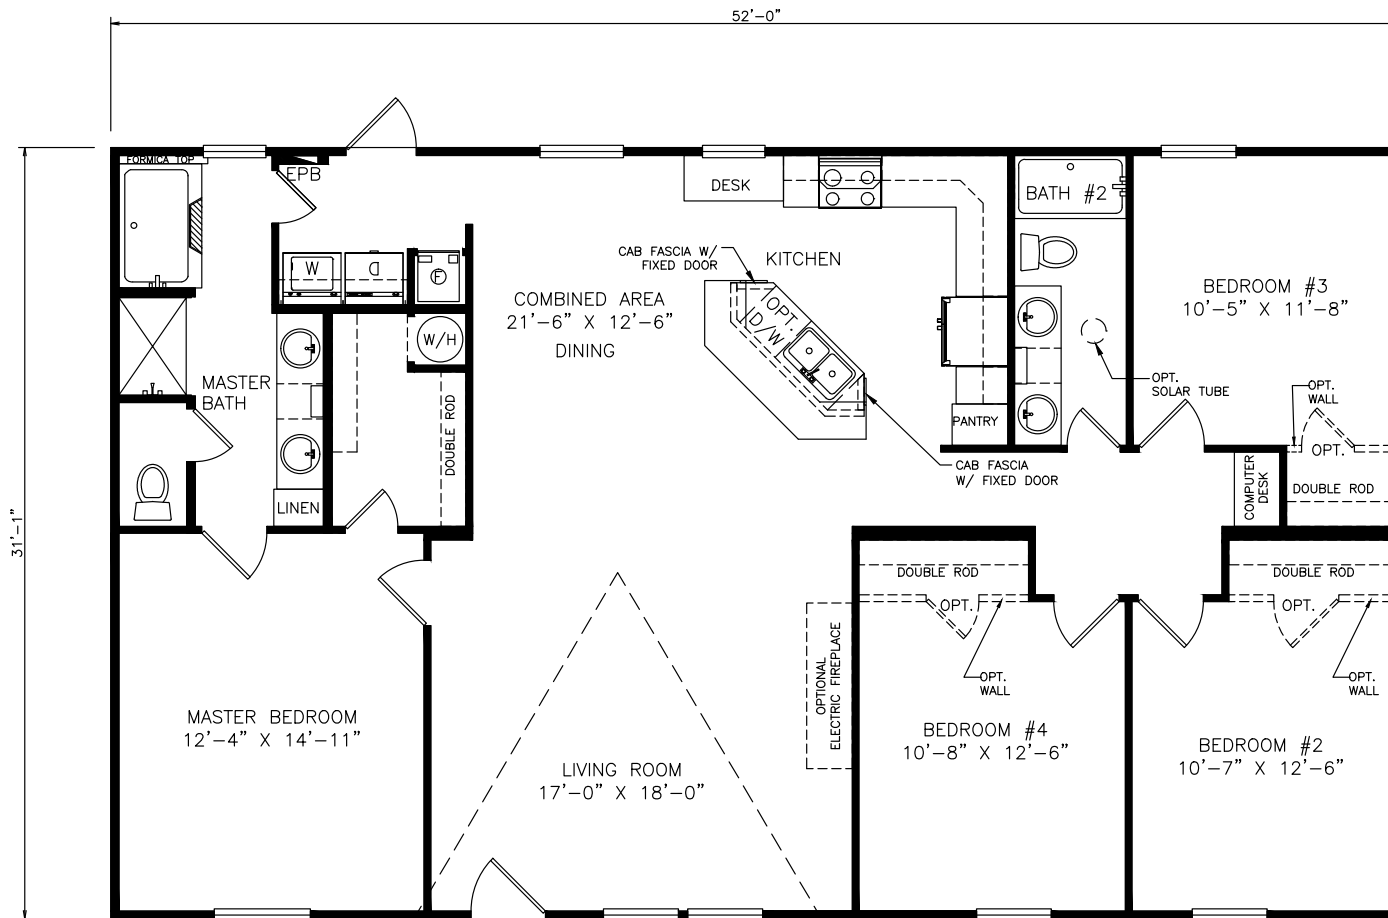 52'-0"
31'-1"
FORMICA TOP
EPB
W
D
F
W/H
MASTER
BATH
LINEN
DOUBLE ROD
COMBINED AREA
21'-6" X 12'-6"
DINING
DESK
CAB FASCIA W/
FIXED DOOR
KITCHEN
OPT.
D/W
PANTRY
CAB FASCIA
W/ FIXED DOOR
BATH #2
OPT.
SOLAR TUBE
BEDROOM #3
10'-5" X 11'-8"
OPT.
WALL
OPT.
DOUBLE ROD
COMPUTER
DESK
MASTER BEDROOM
12'-4" X 14'-11"
LIVING ROOM
17'-0" X 18'-0"
OPTIONAL
ELECTRIC FIREPLACE
DOUBLE ROD
OPT.
OPT.
WALL
BEDROOM #4
10'-8" X 12'-6"
DOUBLE ROD
OPT.
OPT.
WALL
BEDROOM #2
10'-7" X 12'-6"